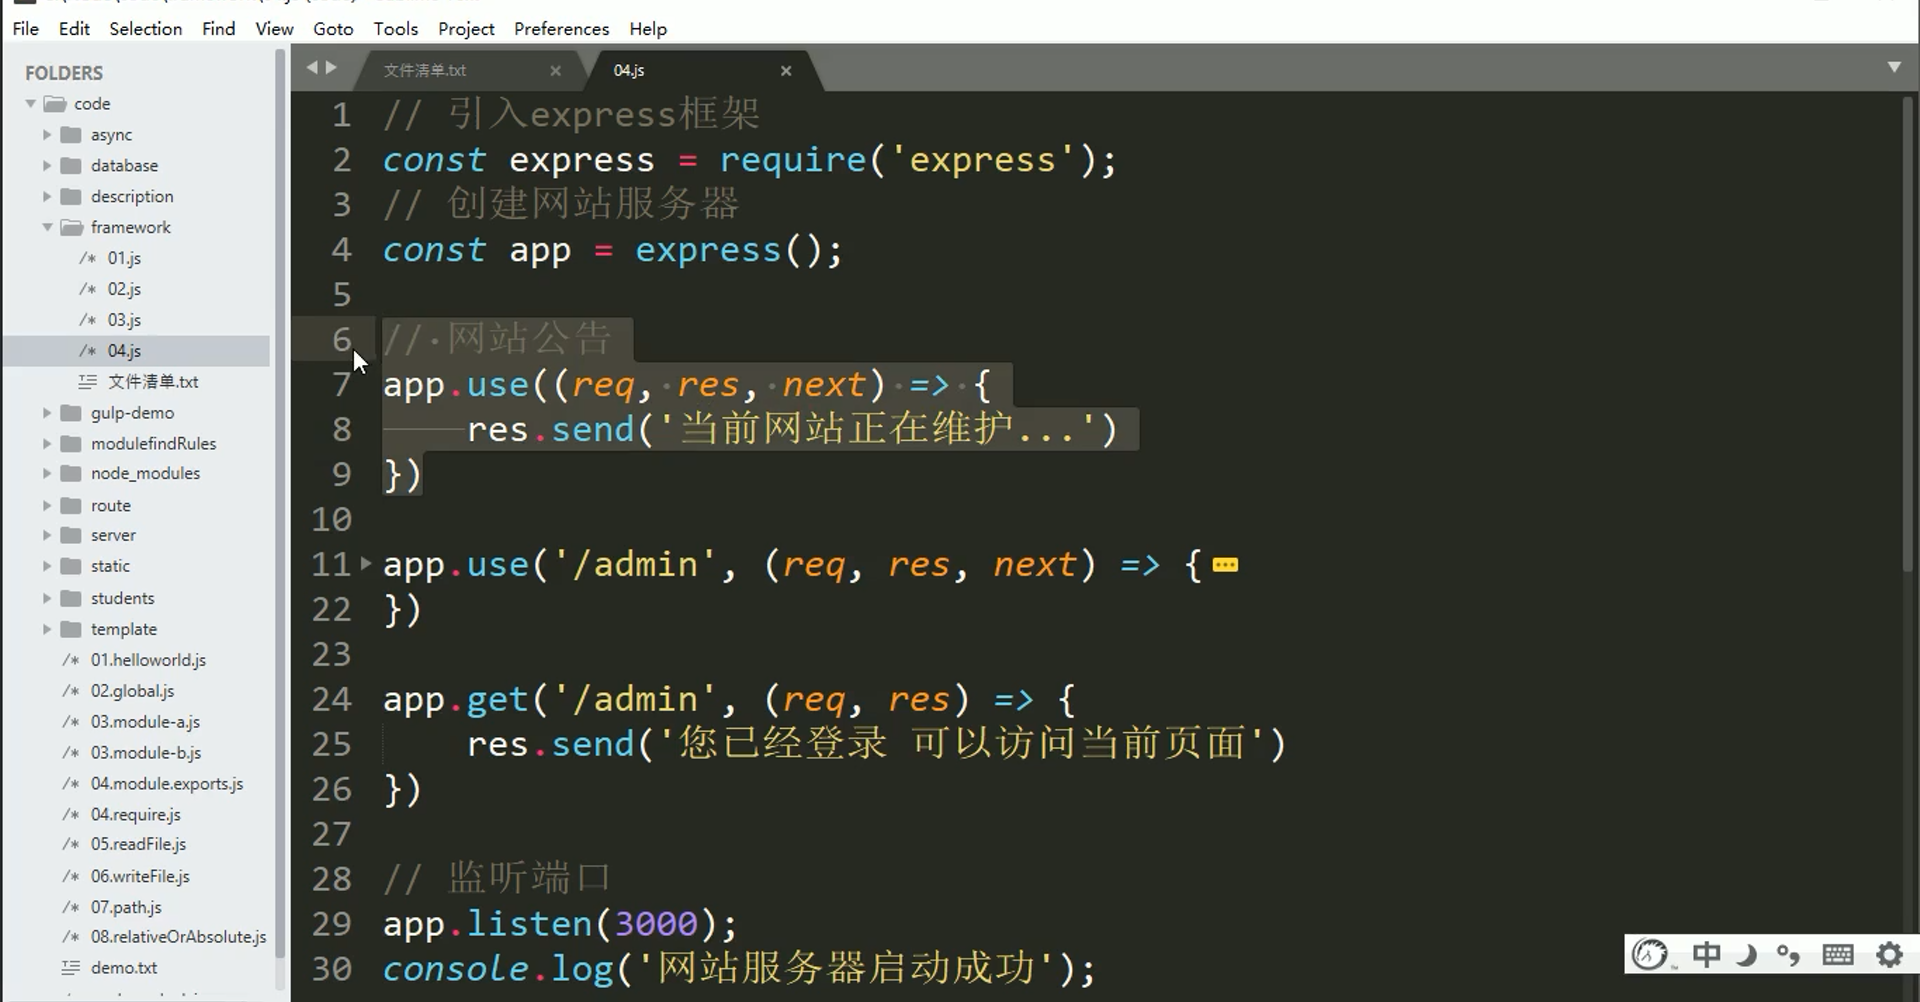 File Edit Selection Find View Goto Tools Project Preferences Help
FOLDERS
code
async
database
description
framework
01.js
02.js
03.js
04.js
文件清单.txt
gulp-demo
modulefindRules
node_modules
route
server
static
students
template
01.helloworld.js
02.global.js
03.module-a.js
03.module-b.js
04.module.exports.js
04.require.js
05.readFile.js
06.writeFile.js
07.path.js
08.relativeOrAbsolute.js
demo.txt
文件清单.txt
04.js
1 // 引入express框架
2 const express = require('express');
3 // 创建网站服务器
4 const app = express();
5
6 // 网站公告
7 app.use((req, res, next) => {
8 res.send('当前网站正在维护...')
9 })
10
11 app.use('/admin', (req, res, next) => {
22 })
23
24 app.get('/admin', (req, res) => {
25 res.send('您已经登录 可以访问当前页面')
26 })
27
28 // 监听端口
29 app.listen(3000);
30 console.log('网站服务器启动成功');
中